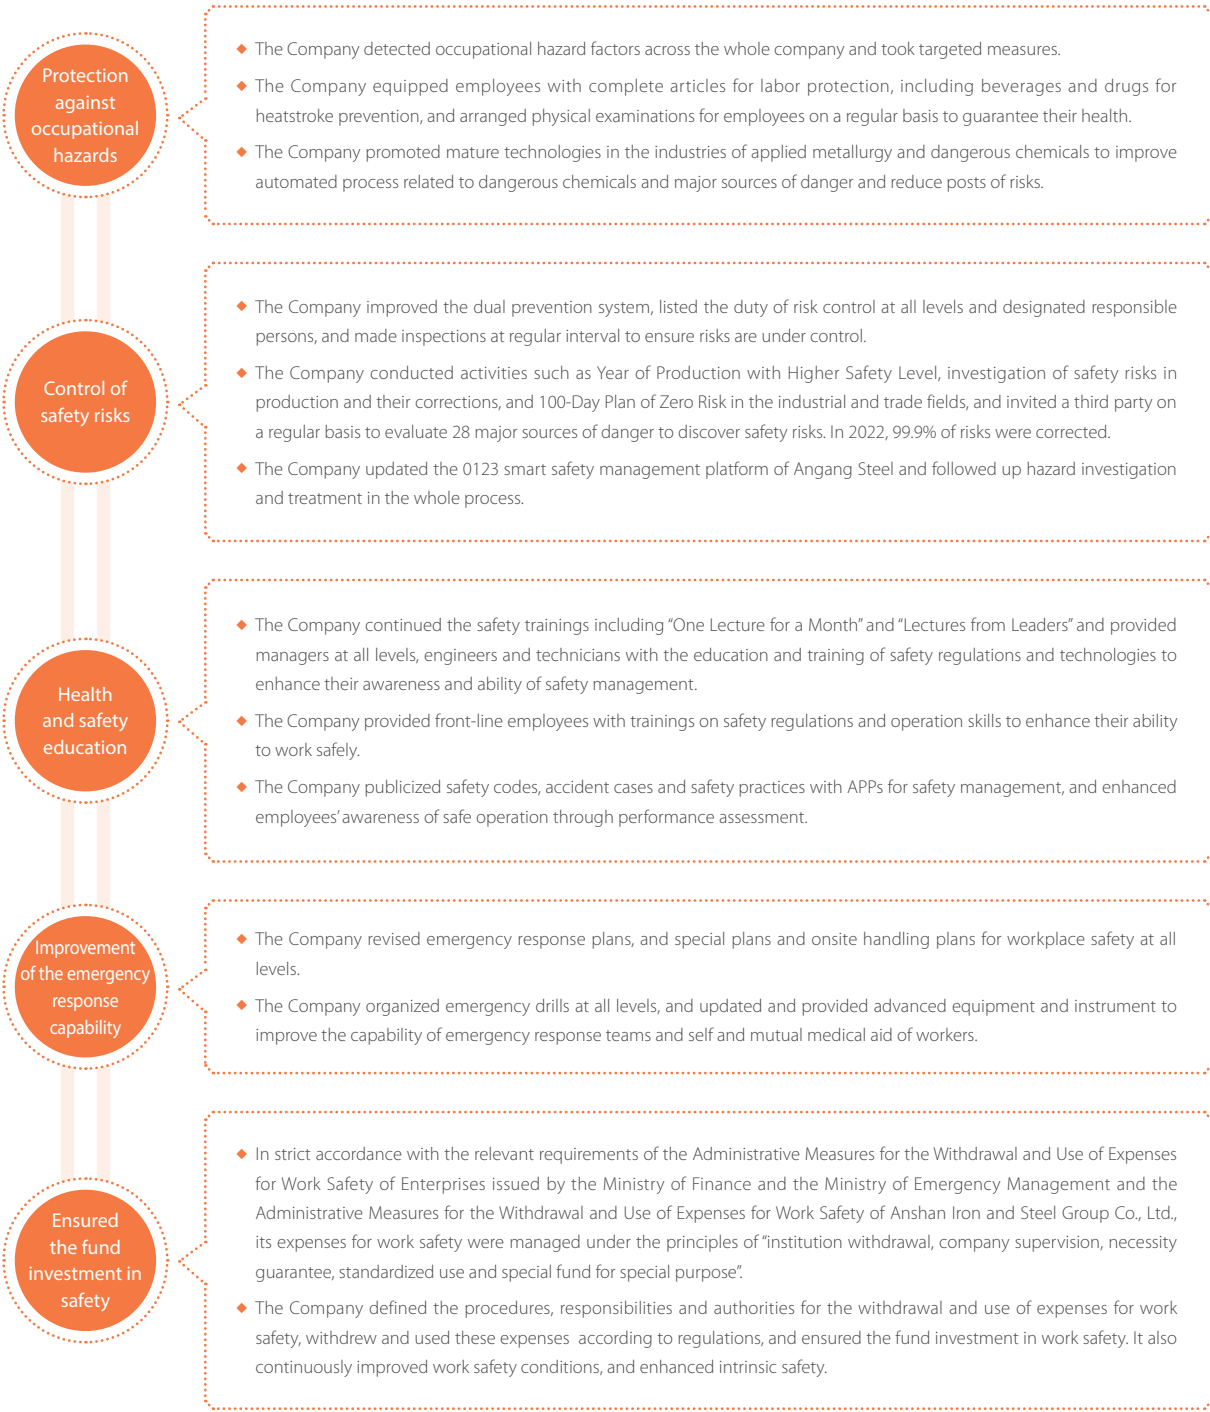 Protection
against
occupational
hazards
The Company detected occupational hazard factors across the whole company and took targeted measures.
The Company equipped employees with complete articles for labor protection, including beverages and drugs for
heatstroke prevention, and arranged physical examinations for employees on a regular basis to guarantee their health.
The Company promoted mature technologies in the industries of applied metallurgy and dangerous chemicals to improve
automated process related to dangerous chemicals and major sources of danger and reduce posts of risks.
Control of
safety risks
The Company improved the dual prevention system, listed the duty of risk control at all levels and designated responsible
persons, and made inspections at regular interval to ensure risks are under control.
The Company conducted activities such as Year of Production with Higher Safety Level, investigation of safety risks in
production and their corrections, and 100-Day Plan of Zero Risk in the industrial and trade fields, and invited a third party on
a regular basis to evaluate 28 major sources of danger to discover safety risks. In 2022, 99.9% of risks were corrected.
The Company updated the 0123 smart safety management platform of Angang Steel and followed up hazard investigation
and treatment in the whole process.
Health
and safety
education
The Company continued the safety trainings including “One Lecture for a Month” and “Lectures from Leaders” and provided
managers at all levels, engineers and technicians with the education and training of safety regulations and technologies to
enhance their awareness and ability of safety management.
The Company provided front-line employees with trainings on safety regulations and operation skills to enhance their ability
to work safely.
The Company publicized safety codes, accident cases and safety practices with APPs for safety management, and enhanced
employees’ awareness of safe operation through performance assessment.
Improvement
of the emergency
response
capability
The Company revised emergency response plans, and special plans and onsite handling plans for workplace safety at all
levels.
The Company organized emergency drills at all levels, and updated and provided advanced equipment and instrument to
improve the capability of emergency response teams and self and mutual medical aid of workers.
Ensured
the fund
investment in
safety
In strict accordance with the relevant requirements of the Administrative Measures for the Withdrawal and Use of Expenses
for Work Safety of Enterprises issued by the Ministry of Finance and the Ministry of Emergency Management and the
Administrative Measures for the Withdrawal and Use of Expenses for Work Safety of Anshan Iron and Steel Group Co., Ltd.,
its expenses for work safety were managed under the principles of “institution withdrawal, company supervision, necessity
guarantee, standardized use and special fund for special purpose”.
The Company defined the procedures, responsibilities and authorities for the withdrawal and use of expenses for work
safety, withdrew and used these expenses according to regulations, and ensured the fund investment in work safety. It also
continuously improved work safety conditions, and enhanced intrinsic safety.